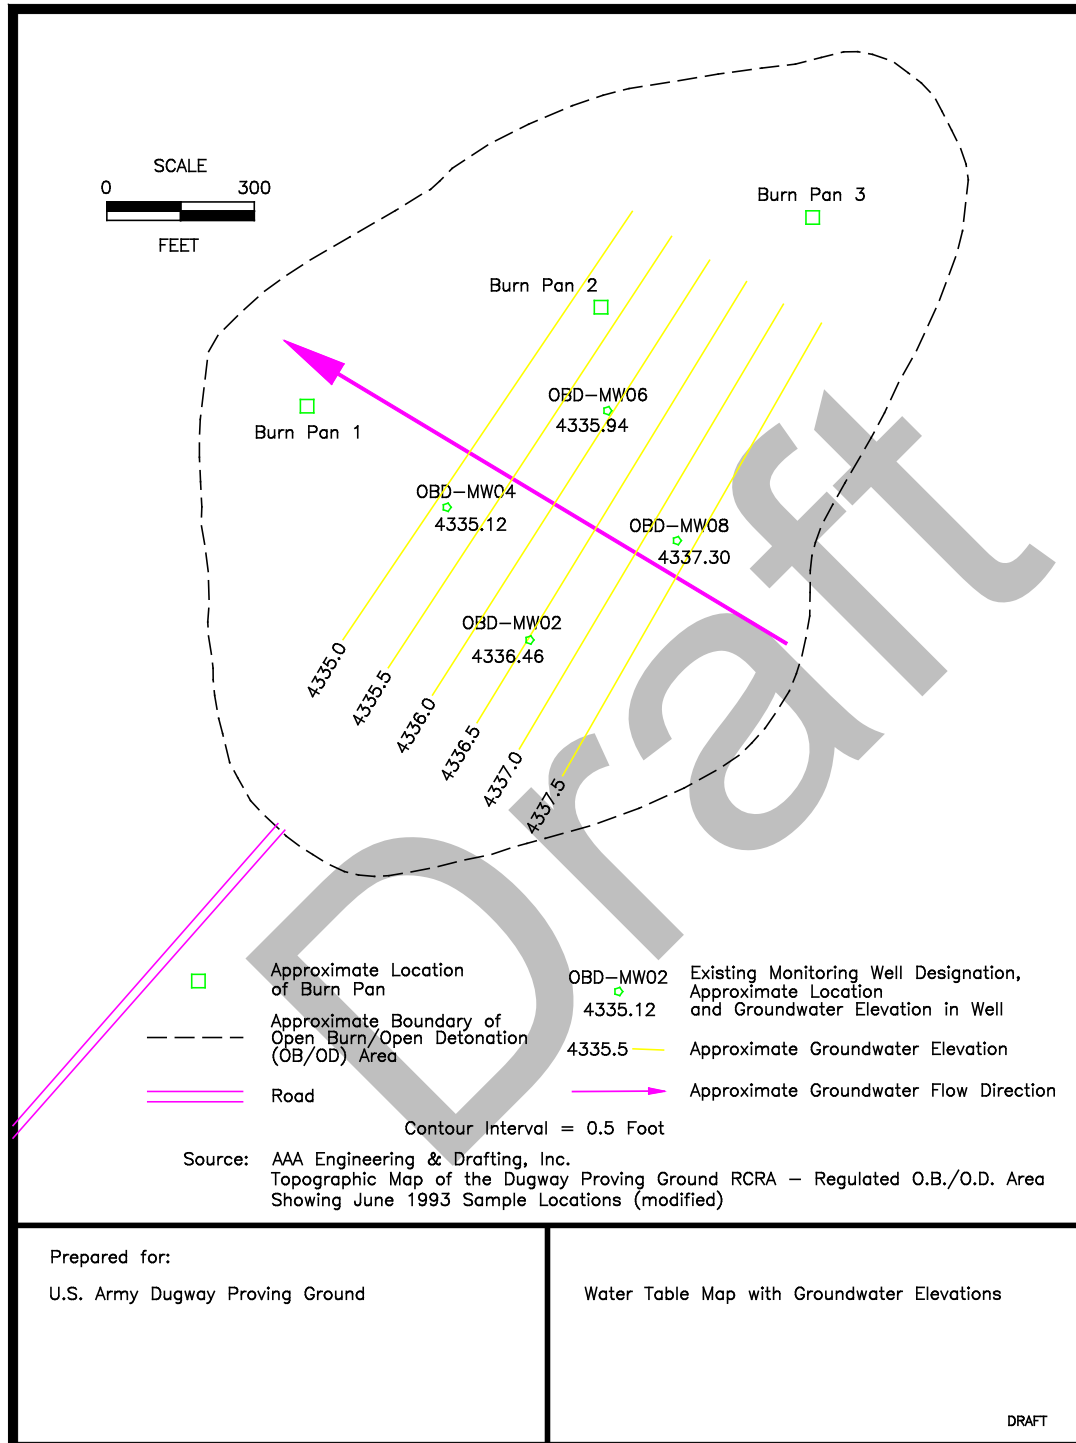 SCALE
0 300
FEET
Burn Pan 3
Burn Pan 2
OBD-MW06
4335.94
Burn Pan 1
OBD-MW04
4335.12
OBD-MW08
4337.30
OBD-MW02
4336.46
4335.0
4335.5
4336.0
4336.5
4337.0
4337.5
Draft
Approximate Location
of Burn Pan
Approximate Boundary of
Open Burn/Open Detonation
(OB/OD) Area
Road
OBD-MW02
4335.12
Existing Monitoring Well Designation,
Approximate Location
and Groundwater Elevation in Well
4335.5
Approximate Groundwater Elevation
Approximate Groundwater Flow Direction
Contour Interval = 0.5 Foot
Source: AAA Engineering & Drafting, Inc.
Topographic Map of the Dugway Proving Ground RCRA - Regulated O.B./O.D. Area
Showing June 1993 Sample Locations (modified)
Prepared for:
U.S. Army Dugway Proving Ground
Water Table Map with Groundwater Elevations
DRAFT